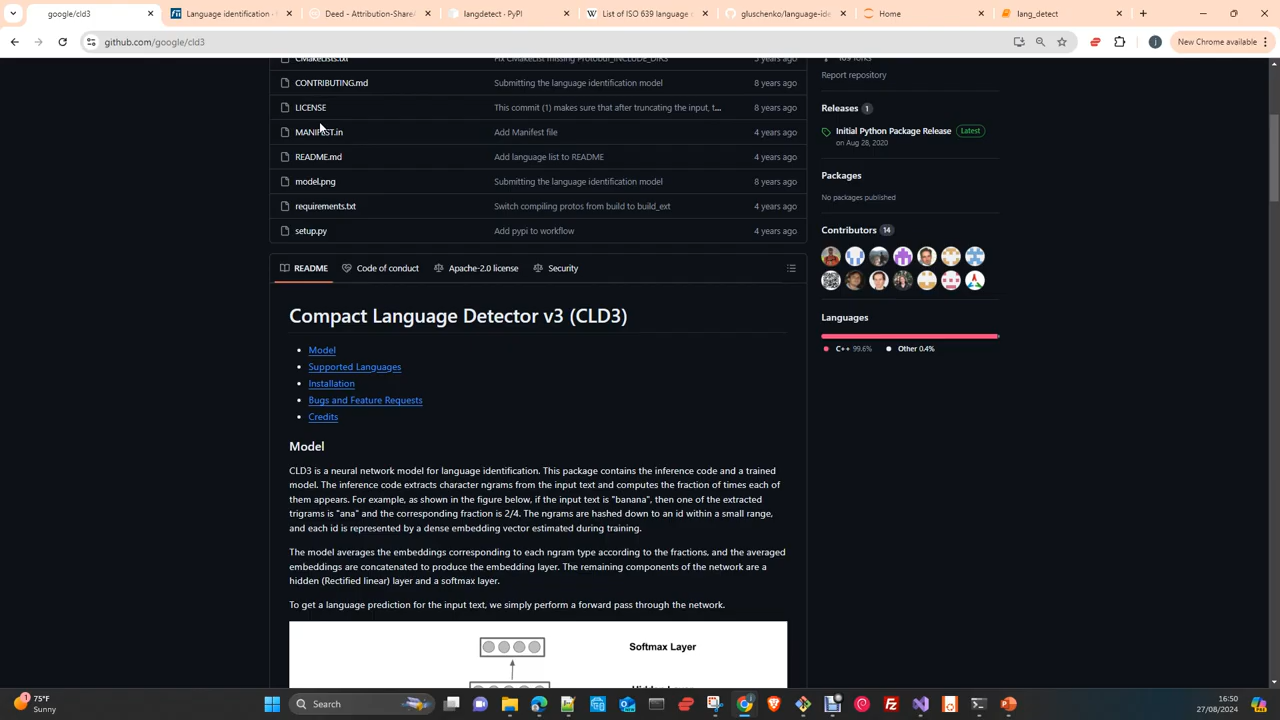 google/cld3
Language identification ·
Deed – Attribution-Share
langdetect · PyPI
List of ISO 639 language
gluschenko/language-ide
Home
lang_detect
github.com/google/cld3
New Chrome available
CMakeLists.txt
Fix CMakeList missing Protobuf_INCLUDE_DIRS
5 years ago
169 forks
Report repository
CONTRIBUTING.md
Submitting the language identification model
8 years ago
LICENSE
This commit (1) makes sure that after truncating the input, t...
8 years ago
MANIFEST.in
Add Manifest file
4 years ago
README.md
Add language list to README
4 years ago
model.png
Submitting the language identification model
8 years ago
requirements.txt
Switch compiling protos from build to build_ext
4 years ago
setup.py
Add pypi to workflow
4 years ago
Releases 1
Initial Python Package Release Latest
on Aug 28, 2020
Packages
No packages published
Contributors 14
Languages
C++ 99.6%
Other 0.4%
README
Code of conduct
Apache-2.0 license
Security
Compact Language Detector v3 (CLD3)
Model
Supported Languages
Installation
Bugs and Feature Requests
Credits
Model
CLD3 is a neural network model for language identification. This package contains the inference code and a trained
model. The inference code extracts character ngrams from the input text and computes the fraction of times each of
them appears. For example, as shown in the figure below, if the input text is "banana", then one of the extracted
trigrams is "ana" and the corresponding fraction is 2/4. The ngrams are hashed down to an id within a small range,
and each id is represented by a dense embedding vector estimated during training.
The model averages the embeddings corresponding to each ngram type according to the fractions, and the averaged
embeddings are concatenated to produce the embedding layer. The remaining components of the network are a
hidden (Rectified linear) layer and a softmax layer.
To get a language prediction for the input text, we simply perform a forward pass through the network.
Softmax Layer
Hidden Layer
75°F
Sunny
Search
16:50
27/08/2024